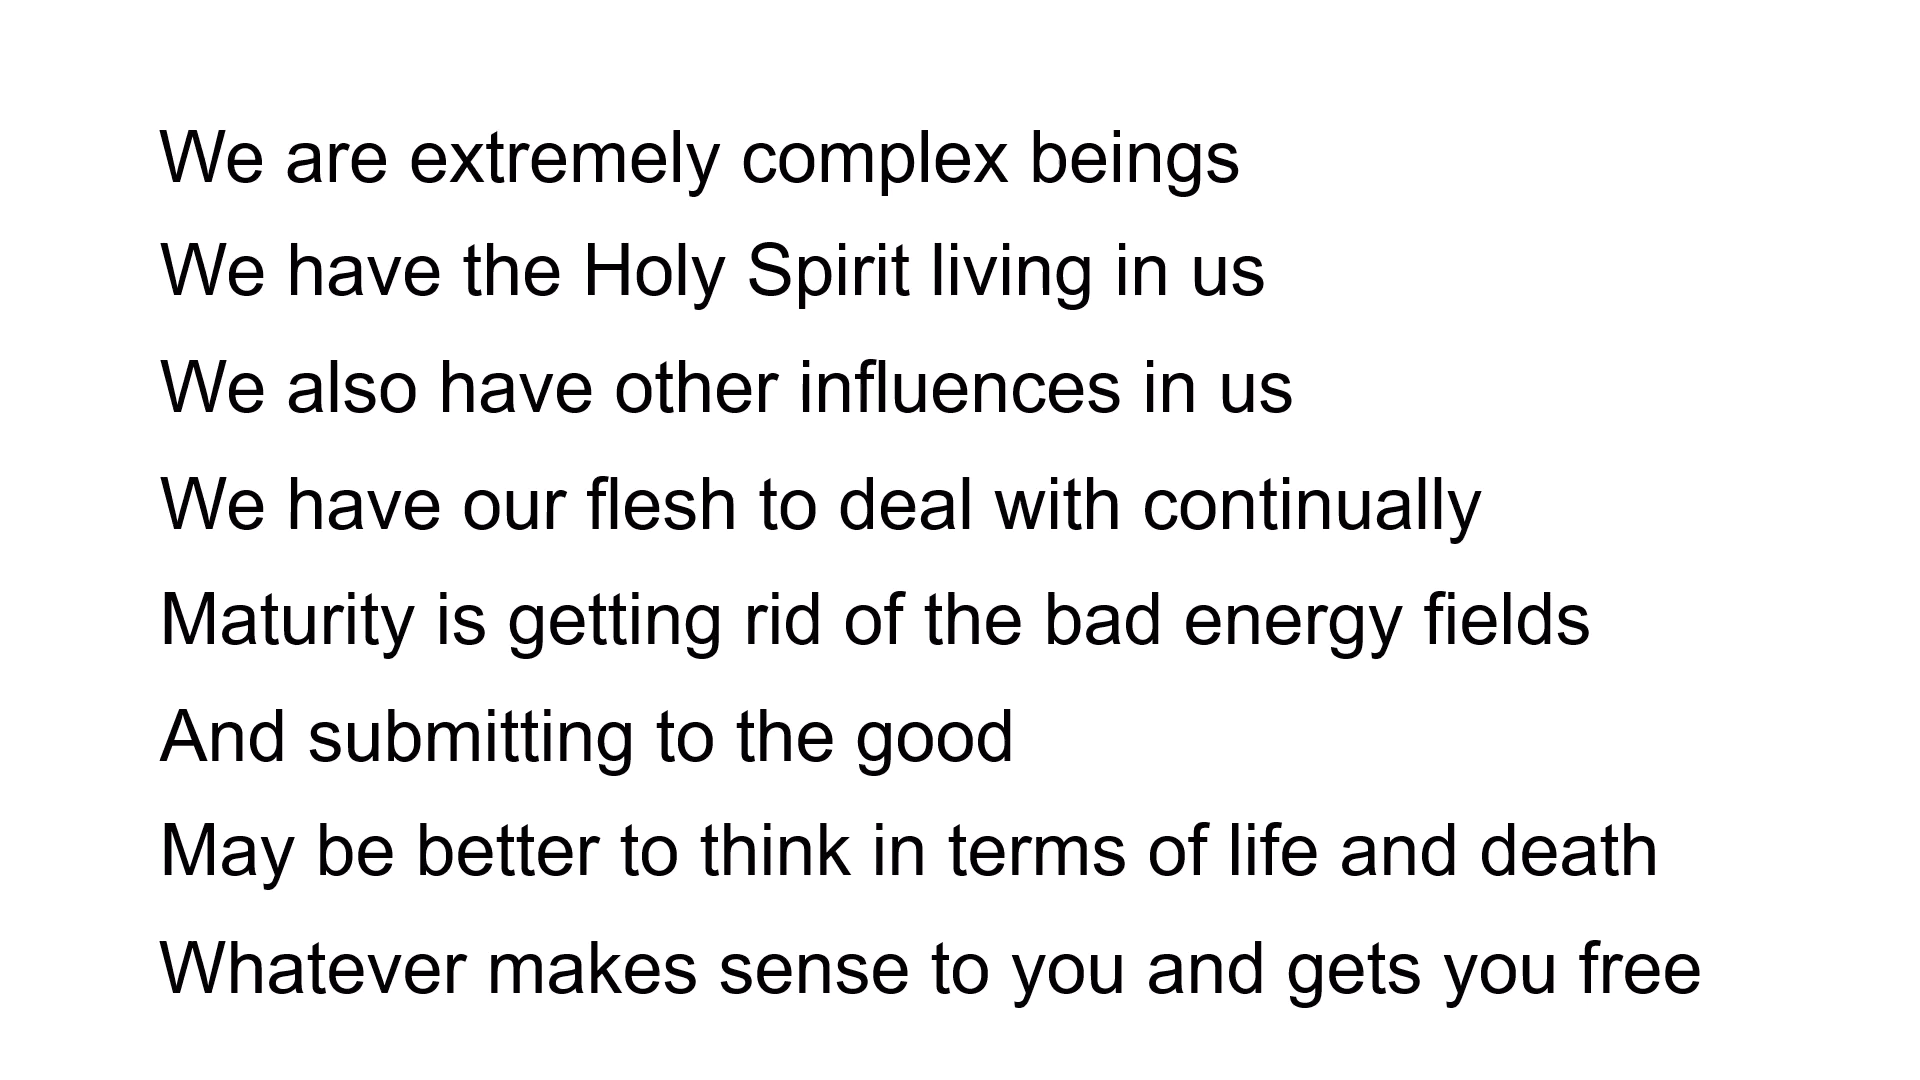 We are extremely complex beings
We have the Holy Spirit living in us
We also have other influences in us
We have our flesh to deal with continually
Maturity is getting rid of the bad energy fields
And submitting to the good
May be better to think in terms of life and death
Whatever makes sense to you and gets you free